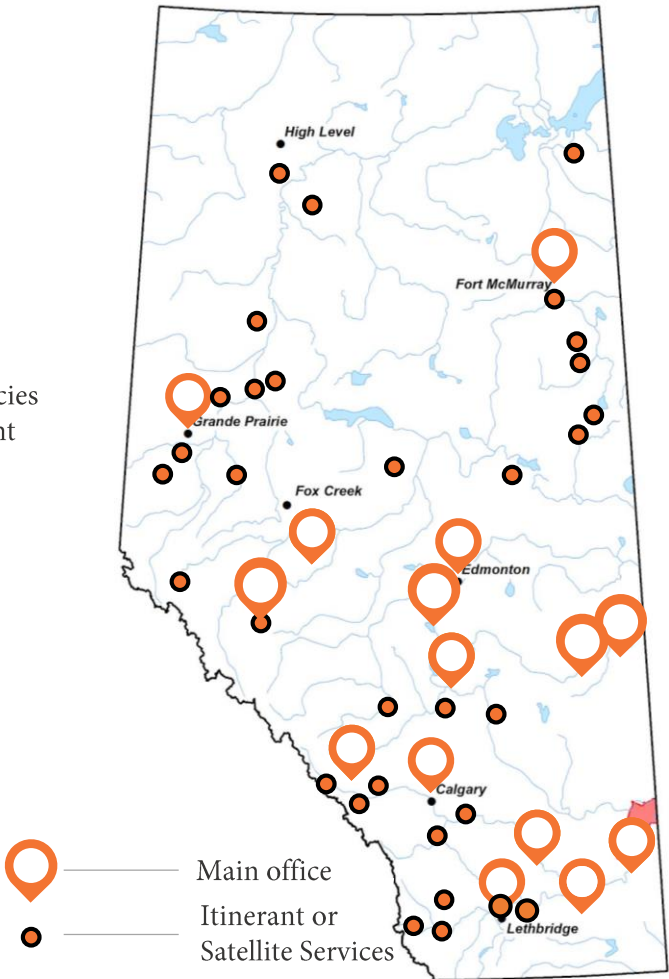 High Level
Fort McMurray
cies
nt
Grande Prairie
Fox Creek
Edmonton
Calgary
Main office
Itinerant or
Satellite Services
Lethbridge